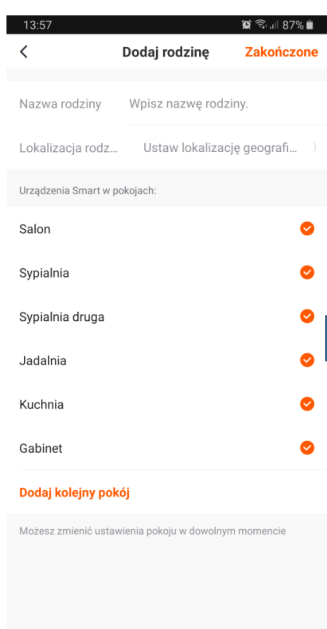 13:57 87%
Dodaj rodzinę Zakończone
Nazwa rodziny Wpisz nazwę rodziny.
Lokalizacja rodz... Ustaw lokalizację geografi...
Urządzenia Smart w pokojach:
Salon
Sypialnia
Sypialnia druga
Jadalnia
Kuchnia
Gabinet
Dodaj kolejny pokój
Możesz zmienić ustawienia pokoju w dowolnym momencie